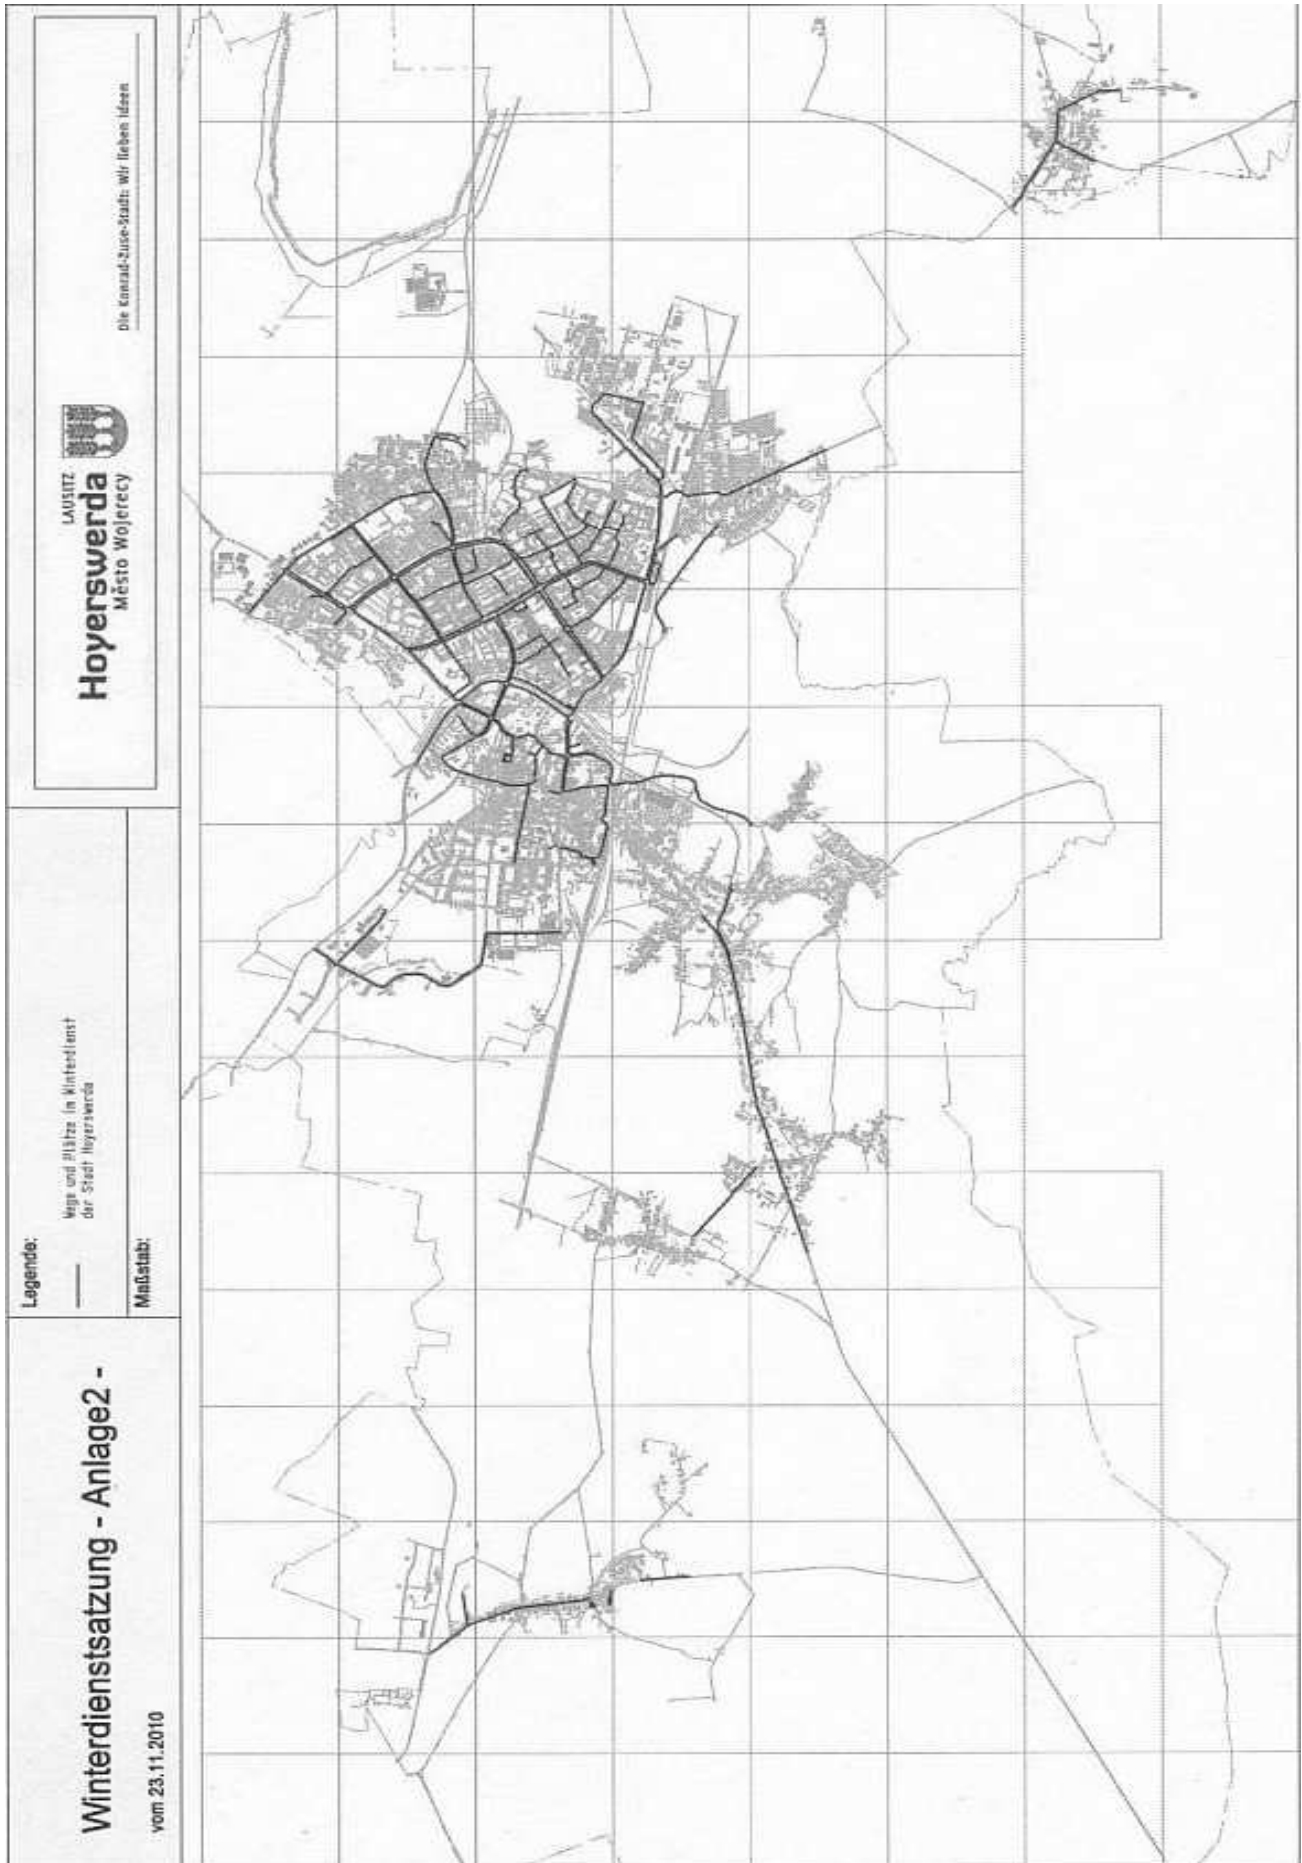 Winterdienstsatzung - Anlage2 -
vom 23.11.2010
Legende:
Wege und Plätze im Winterdienst
der Stadt Hoyerswerda
Maßstab:
LAUSITZ
Hoyerswerda
Město Wojerecy
Die Konrad-Zuse-Stadt: Wir lieben Ideen